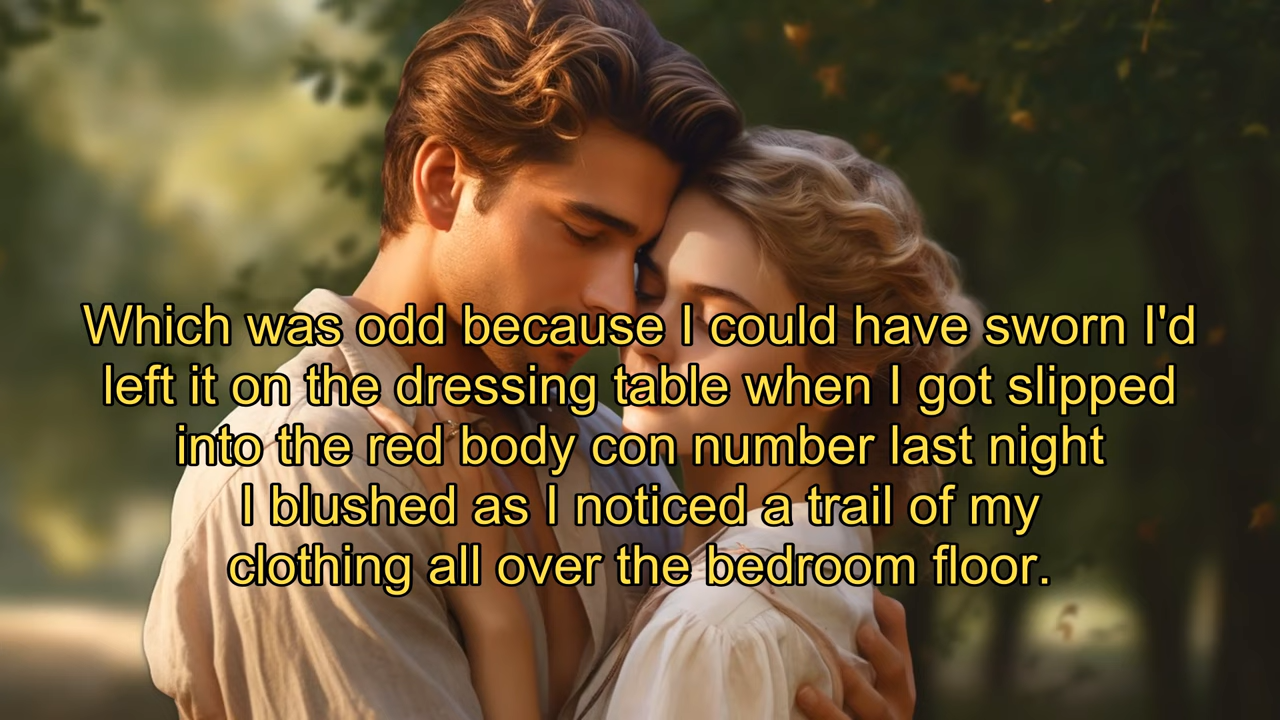 Which was odd because I could have sworn I'd
left it on the dressing table when I got slipped
into the red body con number last night
I blushed as I noticed a trail of my
clothing all over the bedroom floor.